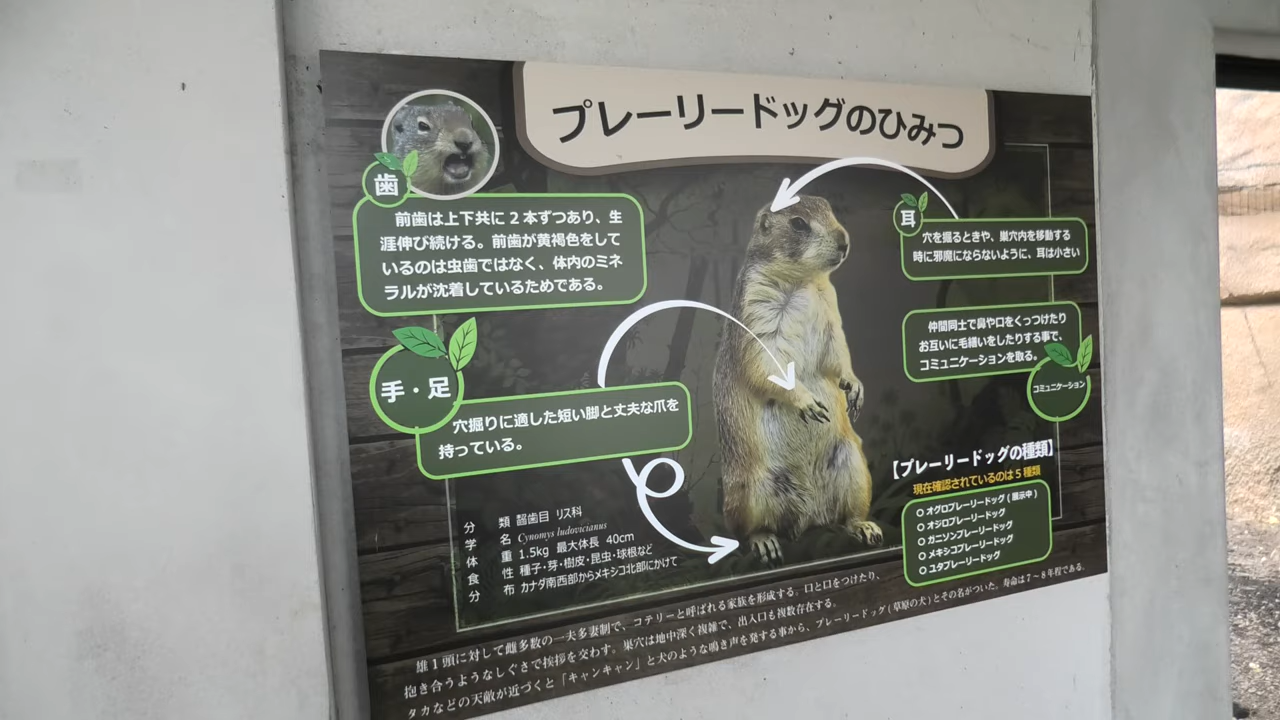 プレーリードッグのひみつ
歯
前歯は上下共に２本ずつあり、生
涯伸び続ける。前歯が黄褐色をして
いるのは虫歯ではなく、体内のミネ
ラルが沈着しているためである。
手・足
穴掘りに適した短い脚と丈夫な爪を
持っている。
耳
穴を掘るときや、巣穴内を移動する
時に邪魔にならないように、耳は小さい
仲間同士で鼻や口をくっつけたり
お互いに毛繕いをしたりする事で、
コミュニケーションを取る。
コミュニケーション
【プレーリードッグの種類】
現在確認されているのは５種類
○ オグロプレーリードッグ ( 展示中 )
○ オジロプレーリードッグ
○ ガニソンプレーリードッグ
○ メキシコプレーリードッグ
○ ユタプレーリードッグ
分 類 齧歯目 リス科
学 名 Cynomys ludovicianus
体 重 1.5kg 最大体長 40cm
食 性 種子・芽・樹皮・昆虫・球根など
分 布 カナダ南西部からメキシコ北部にかけて
雄１頭に対して雌多数の一夫多妻制で、コテリーと呼ばれる家族を形成する。口と口をつけたり、
抱き合うようなしぐさで挨拶を交わす。巣穴は地中深く複雑で、出入口も複数存在する。
タカなどの天敵が近づくと「キャンキャン」と犬のような鳴き声を発する事から、プレーリードッグ ( 草原の犬 ) とその名がついた。寿命は７～８年程である。